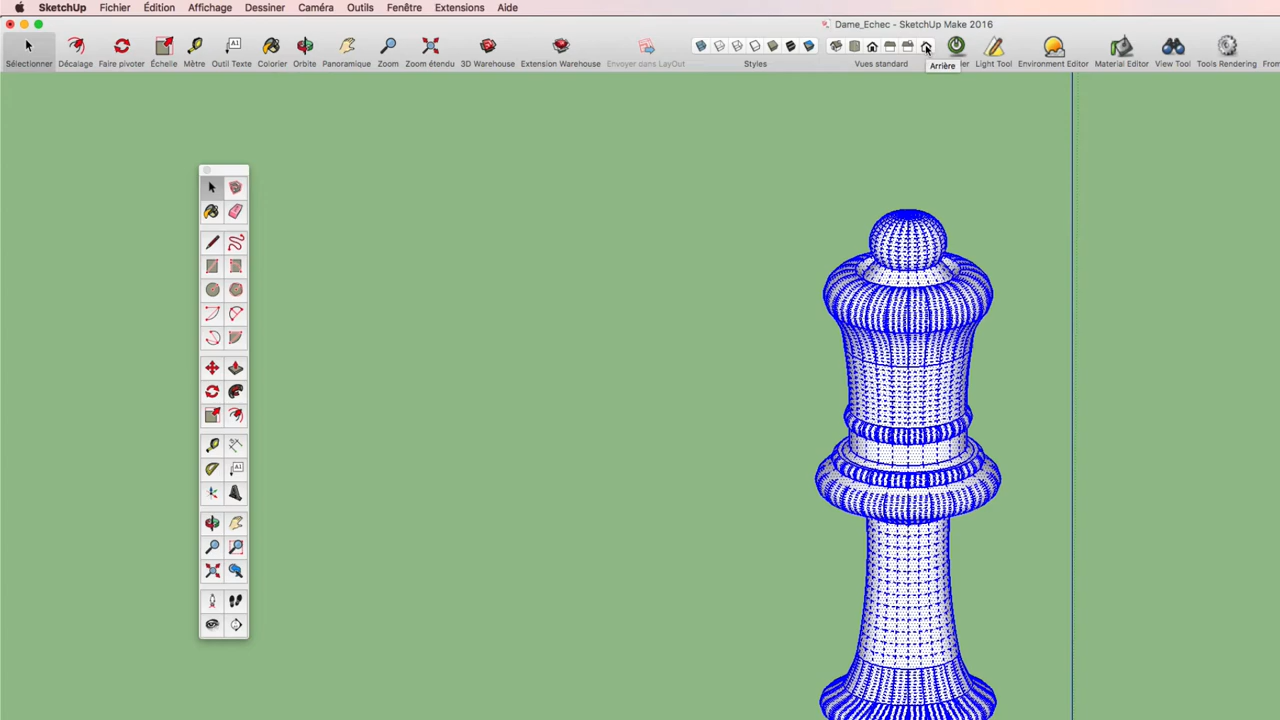 SketchUp Fichier Édition Affichage Dessiner Caméra Outils Fenêtre Extensions Aide
Dame_Echec - SketchUp Make 2016
Sélectionner Décalage Faire pivoter Échelle Mètre Outil Texte Colorier Orbite Panoramique Zoom Zoom étendu 3D Warehouse Extension Warehouse Envoyer dans LayOut Styles Vues standard Light Tool Environment Editor Material Editor View Tool Tools Rendering From
Arrière